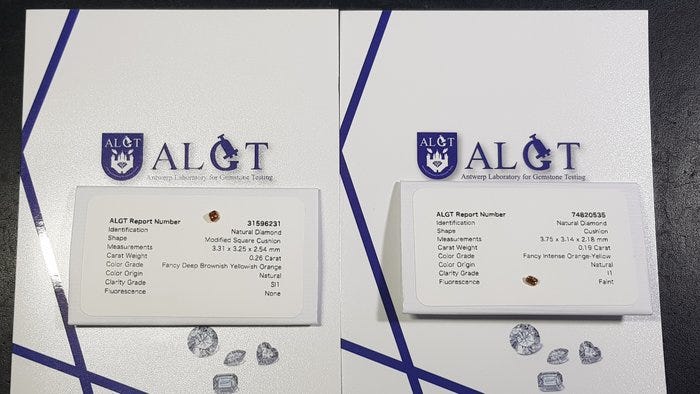 ALGT
Antwerp Laboratory for Gemstone Testing
ALGT Report Number 31596231
Identification Natural Diamond
Shape Modified Square Cushion
Measurements 3.31 x 3.25 x 2.54 mm
Carat Weight 0.26 Carat
Color Grade Fancy Deep Brownish Yellowish Orange
Color Origin Natural
Clarity Grade SI1
Fluorescence None
ALGT
Antwerp Laboratory for Gemstone Testing
ALGT Report Number 74820535
Identification Natural Diamond
Shape Cushion
Measurements 3.75 x 3.14 x 2.18 mm
Carat Weight 0.19 Carat
Color Grade Fancy Intense Orange-Yellow
Color Origin Natural
Clarity Grade I1
Fluorescence Faint